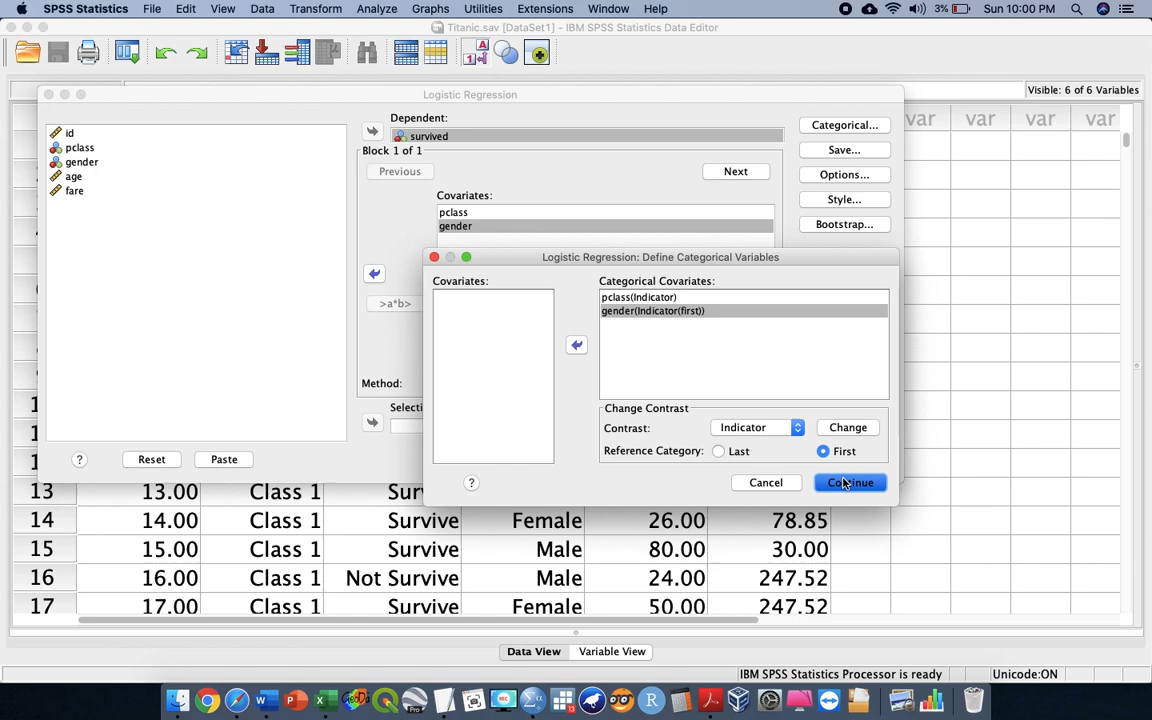 SPSS Statistics File Edit View Data Transform Analyze Graphs Utilities Extensions Window Help 3% Sun 10:00 PM
Titanic.sav [DataSet1] - IBM SPSS Statistics Data Editor
Visible: 6 of 6 Variables
var var var var
Logistic Regression
id
pclass
gender
age
fare
Dependent:
survived
Block 1 of 1
Previous
Next
Covariates:
pclass
gender
>a*b>
Method:
Selecti
Categorical...
Save...
Options...
Style...
Bootstrap...
? Reset Paste
Logistic Regression: Define Categorical Variables
Covariates:
Categorical Covariates:
pclass(Indicator)
gender(Indicator(first))
Change Contrast
Contrast: Indicator Change
Reference Category: Last First
? Cancel Continue
13 13.00 Class 1 Sur
14 14.00 Class 1 Survive Female 26.00 78.85
15 15.00 Class 1 Survive Male 80.00 30.00
16 16.00 Class 1 Not Survive Male 24.00 247.52
17 17.00 Class 1 Survive Female 50.00 247.52
Data View Variable View
IBM SPSS Statistics Processor is ready Unicode:ON